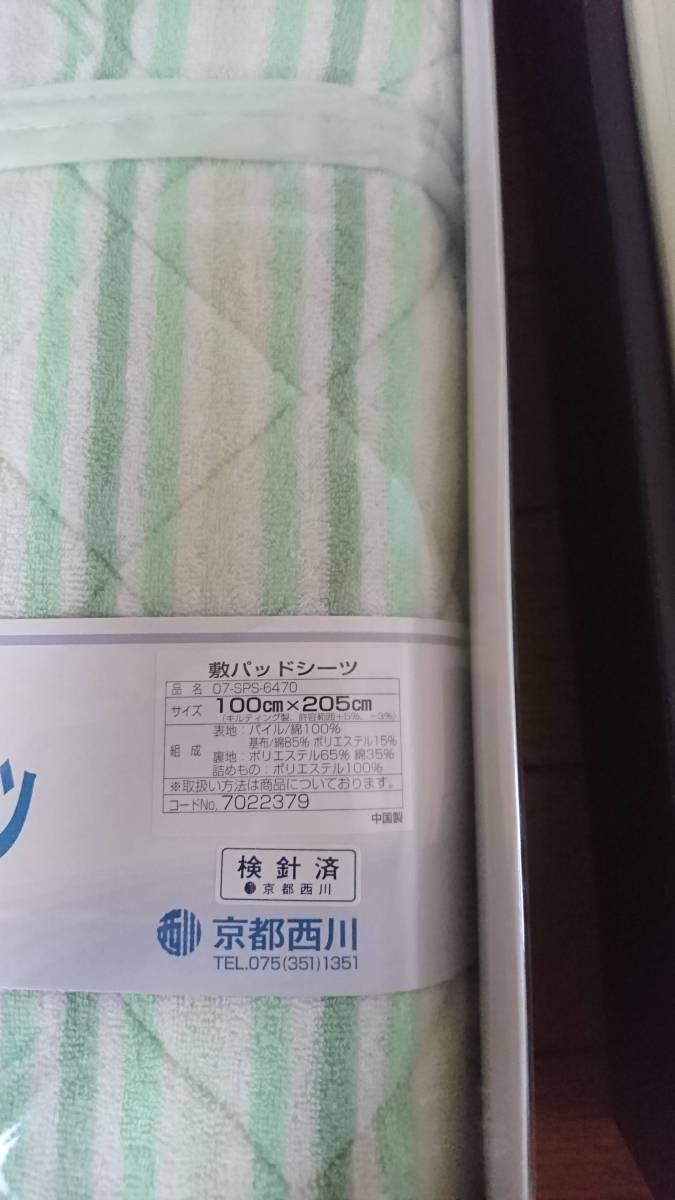 敷パッドシーツ
品名 07-SPS-6470
サイズ 100cm×205cm
(キルティング製、許容範囲+5%、-3%)
組成 表地:パイル/綿100%
基布/綿85% ポリエステル15%
裏地:ポリエステル65% 綿35%
詰めもの:ポリエステル100%
※取扱い方法は商品についております。
コードNo. 7022379
中国製
ツ
検針済
京都西川
西川 京都西川
TEL.075(351)1351